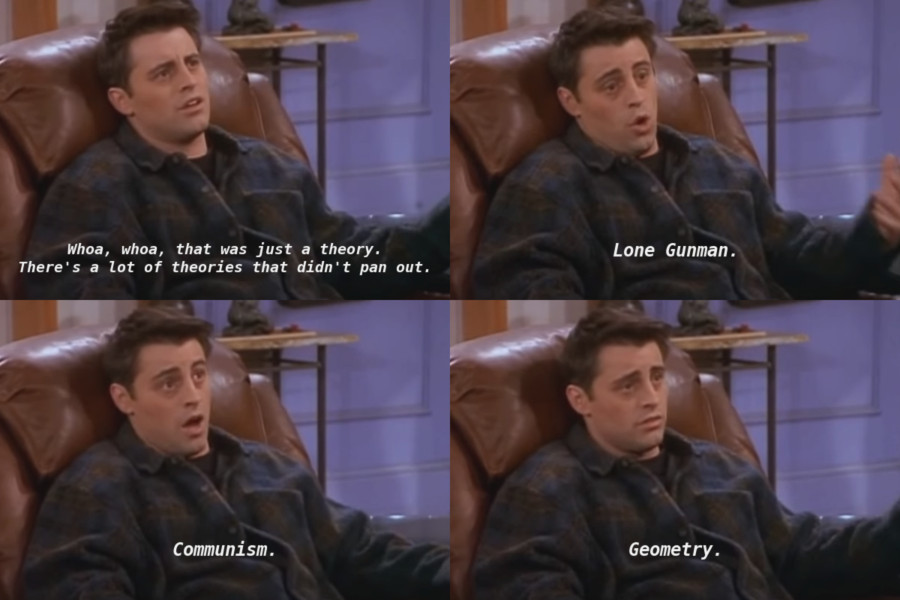 Whoa, whoa, that was just a theory.
There's a lot of theories that didn't pan out.
Lone Gunman.
Communism.
Geometry.